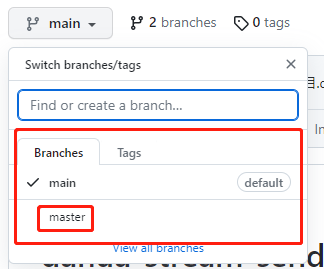 main
2 branches
0 tags
Switch branches/tags
Find or create a branch...
Branches
Tags
main
default
master
View all branches